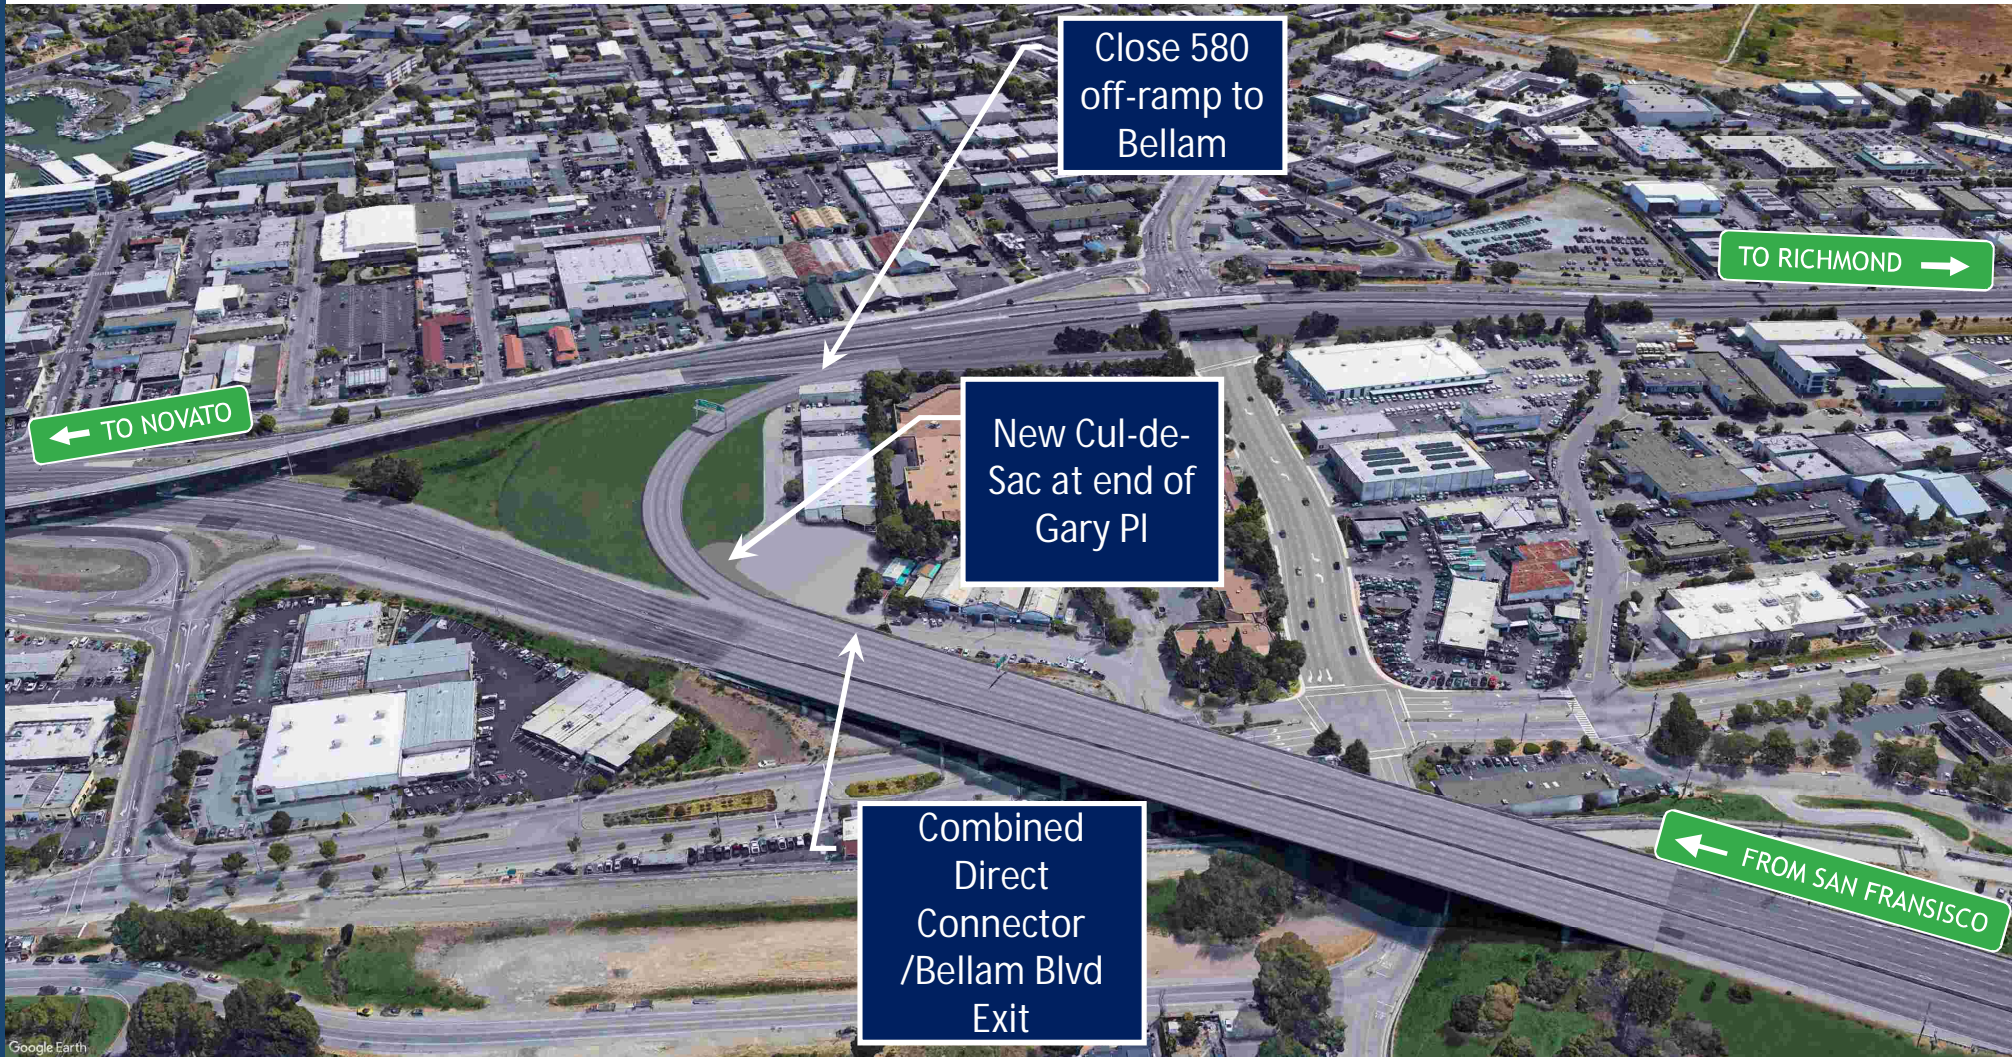 Close 580
off-ramp to
Bellam
TO RICHMOND
TO NOVATO
New Cul-de-
Sac at end of
Gary Pl
Combined
Direct
Connector
/Bellam Blvd
Exit
FROM SAN FRANSISCO
Google Earth